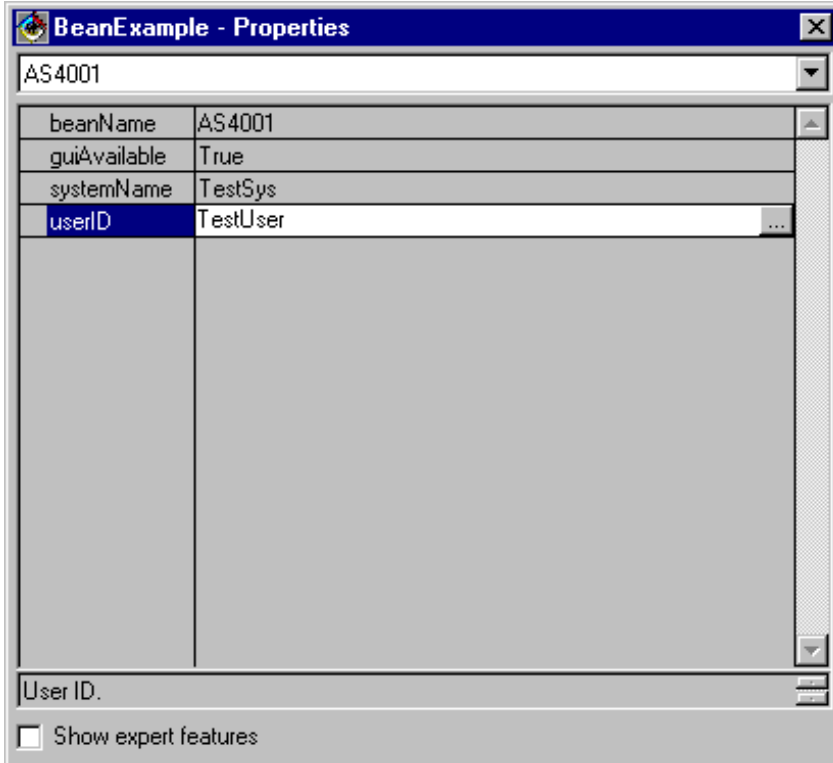 BeanExample - Properties
AS4001
beanName AS4001
guiAvailable True
systemName TestSys
userID TestUser ...
User ID.
Show expert features